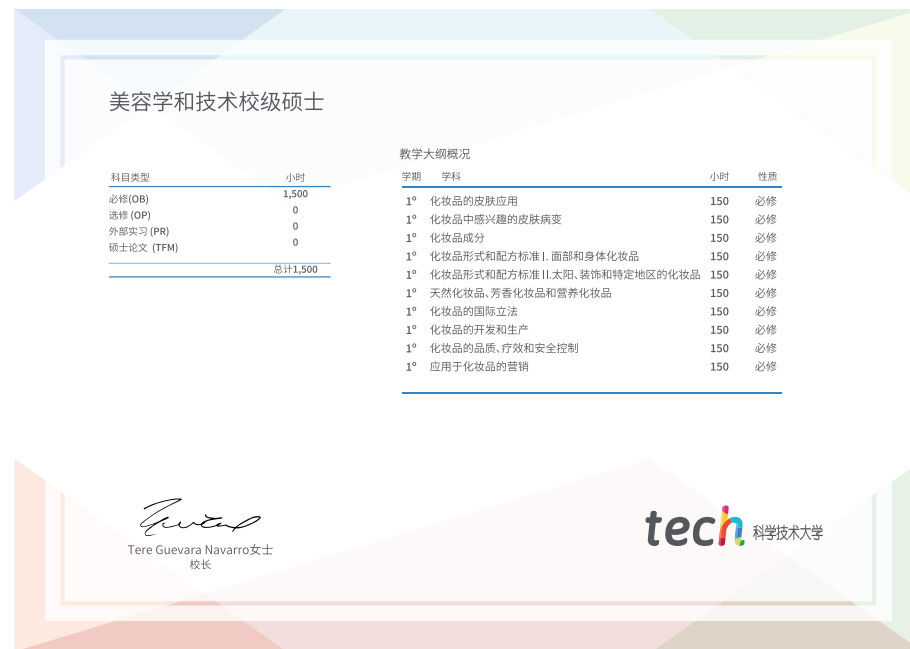 美容学和技术校级硕士
科目类型 小时
必修(OB) 1,500
选修 (OP) 0
外部实习 (PR) 0
硕士论文 (TFM) 0
总计1,500
教学大纲概况
学期 学科 小时 性质
1º 化妆品的皮肤应用 150 必修
1º 化妆品中感兴趣的皮肤病变 150 必修
1º 化妆品成分 150 必修
1º 化妆品形式和配方标准 I. 面部和身体化妆品 150 必修
1º 化妆品形式和配方标准 II.太阳、装饰和特定地区的化妆品 150 必修
1º 天然化妆品、芳香化妆品和营养化妆品 150 必修
1º 化妆品的国际立法 150 必修
1º 化妆品的开发和生产 150 必修
1º 化妆品的品质、疗效和安全控制 150 必修
1º 应用于化妆品的营销 150 必修
Tere Guevara Navarro女士
校长
tech 科学技术大学